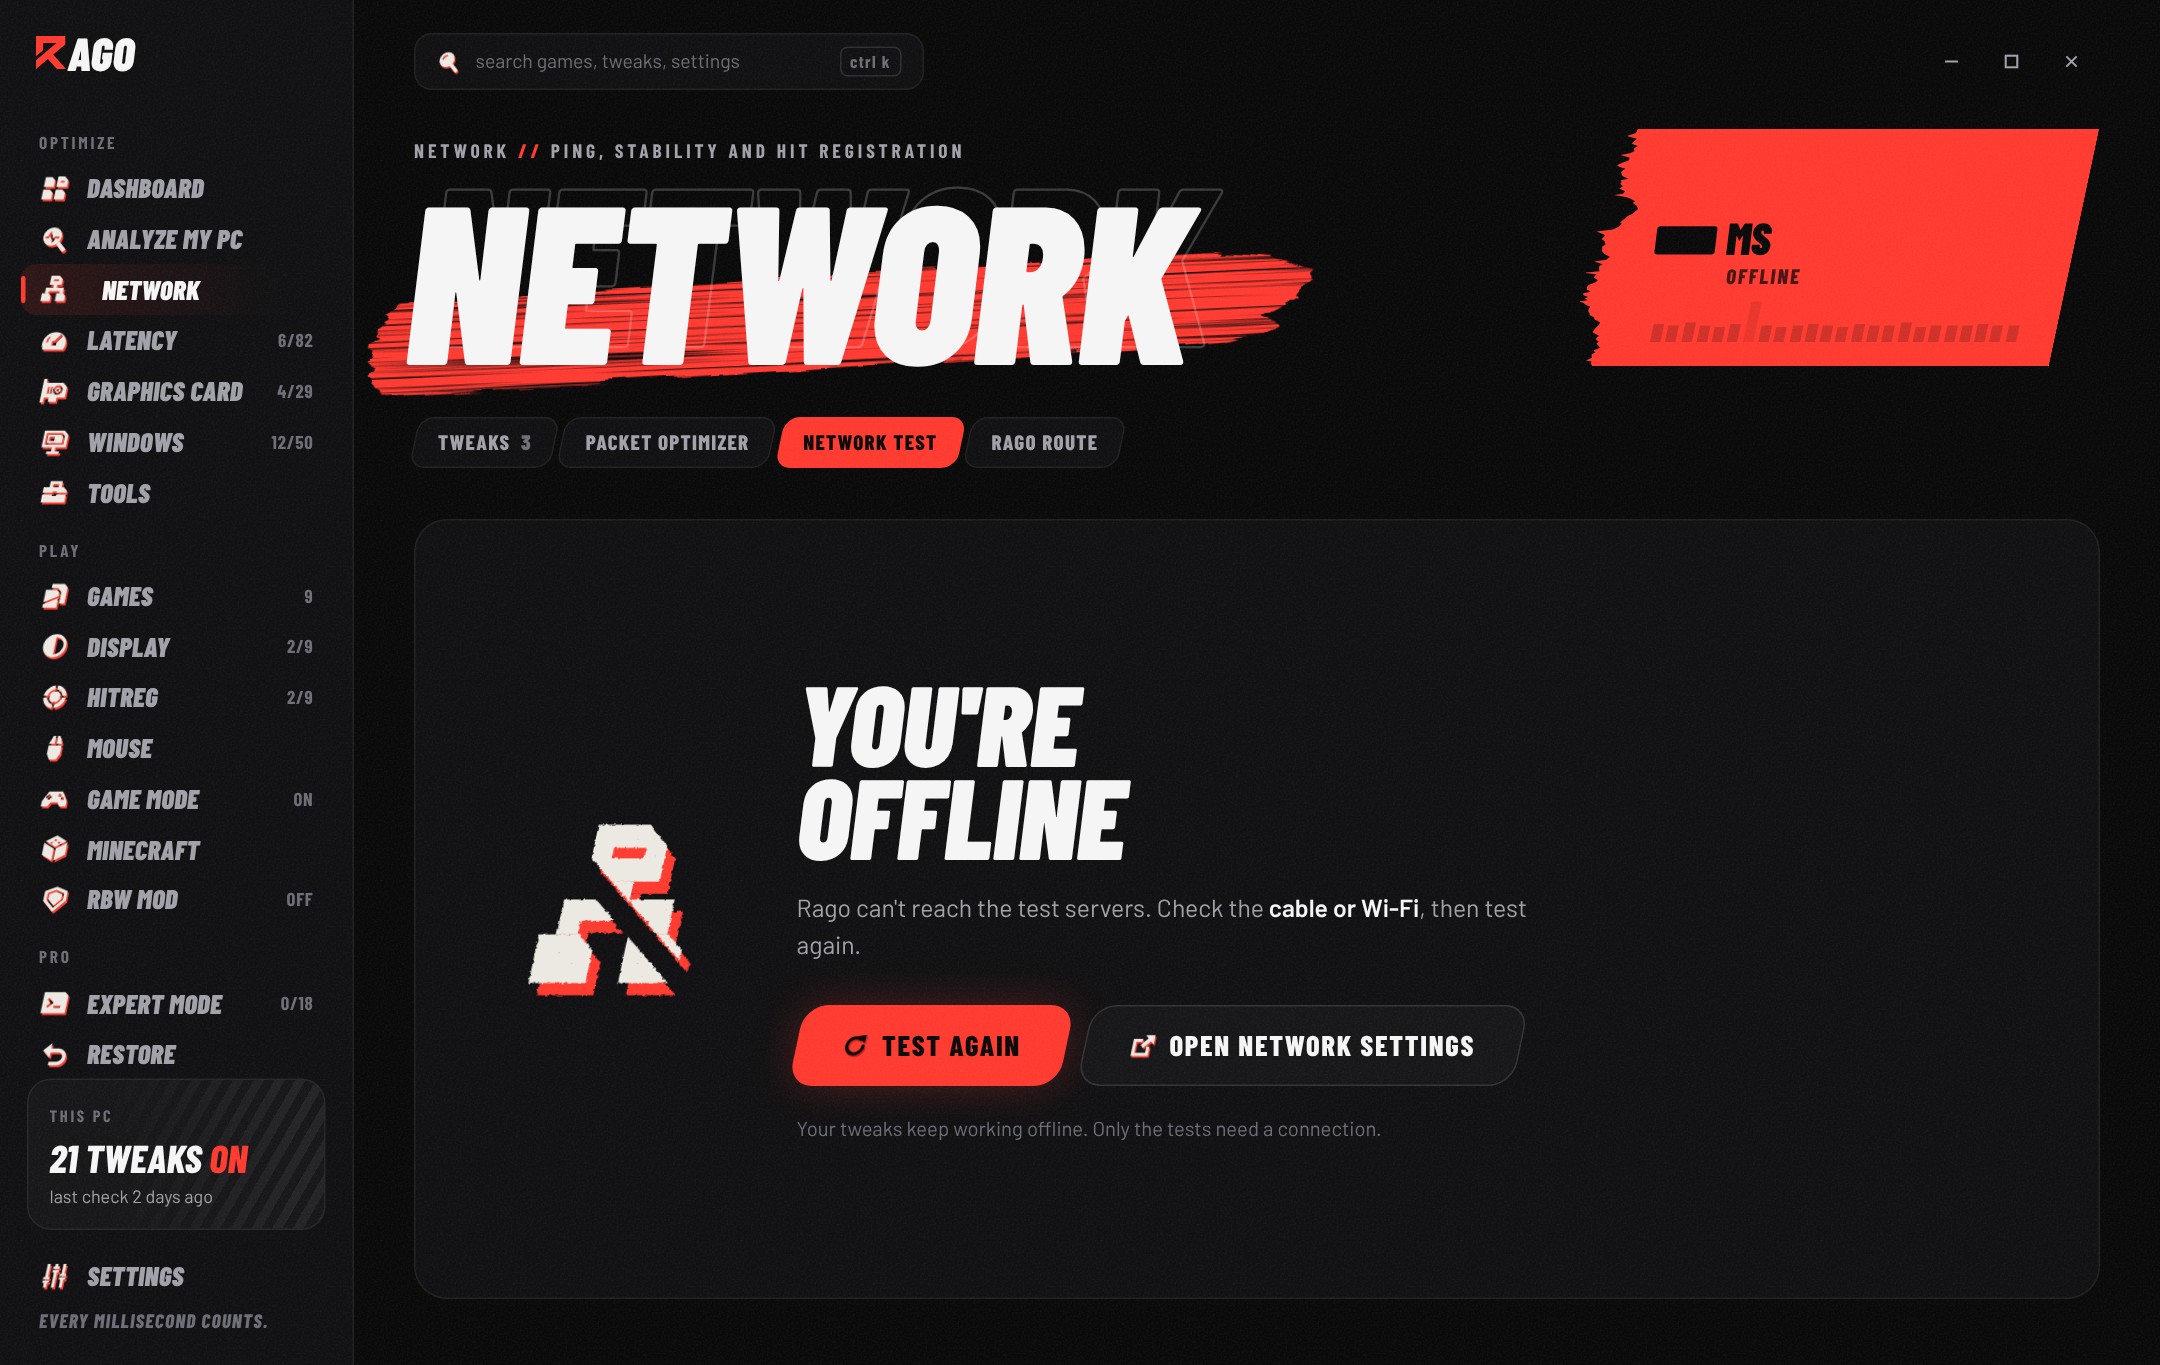 RAGO
search games, tweaks, settings
ctrl k
OPTIMIZE
DASHBOARD
ANALYZE MY PC
NETWORK
LATENCY 6/82
GRAPHICS CARD 4/29
WINDOWS 12/50
TOOLS
PLAY
GAMES 9
DISPLAY 2/9
HITREG 2/9
MOUSE
GAME MODE ON
MINECRAFT
RBW MOD OFF
PRO
EXPERT MODE 0/18
RESTORE
THIS PC
21 TWEAKS ON
last check 2 days ago
SETTINGS
EVERY MILLISECOND COUNTS.
NETWORK // PING, STABILITY AND HIT REGISTRATION
NETWORK
MS
OFFLINE
TWEAKS 3
PACKET OPTIMIZER
NETWORK TEST
RAGO ROUTE
YOU'RE
OFFLINE
Rago can't reach the test servers. Check the cable or Wi-Fi, then test
again.
TEST AGAIN
OPEN NETWORK SETTINGS
Your tweaks keep working offline. Only the tests need a connection.